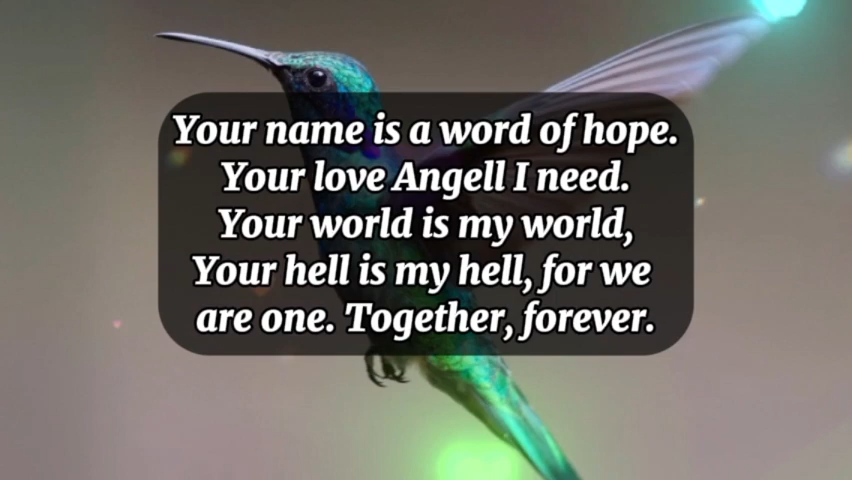 Your name is a word of hope.
Your love Angell I need.
Your world is my world,
Your hell is my hell, for we
are one. Together, forever.